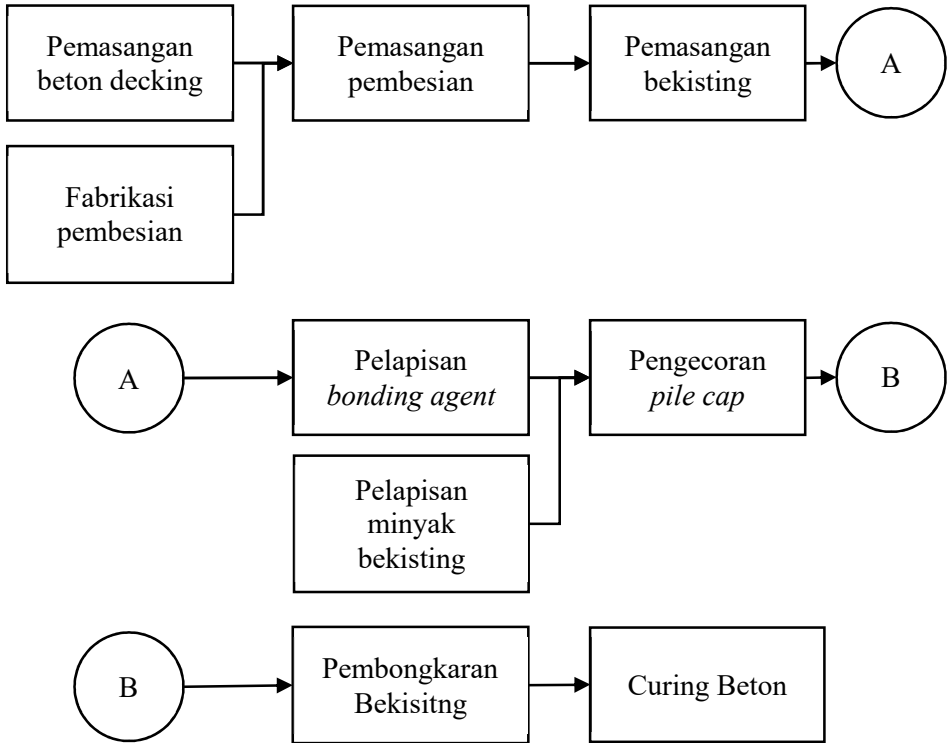 Pemasangan
beton decking
Pemasangan
pembesian
Pemasangan
bekisting
A
Fabrikasi
pembesian
A
Pelapisan
bonding agent
Pengecoran
pile cap
B
Pelapisan
minyak
bekisting
B
Pembongkaran
Bekisitng
Curing Beton